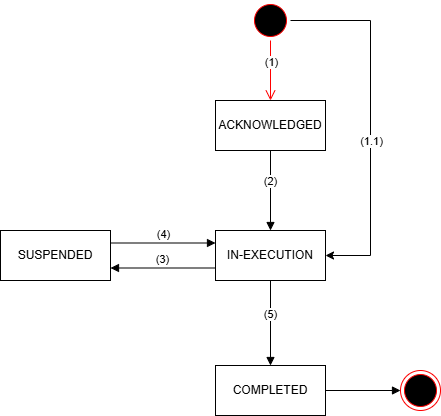 (1)
ACKNOWLEDGED
(1.1)
(2)
(4)
SUSPENDED
IN-EXECUTION
(3)
(5)
COMPLETED